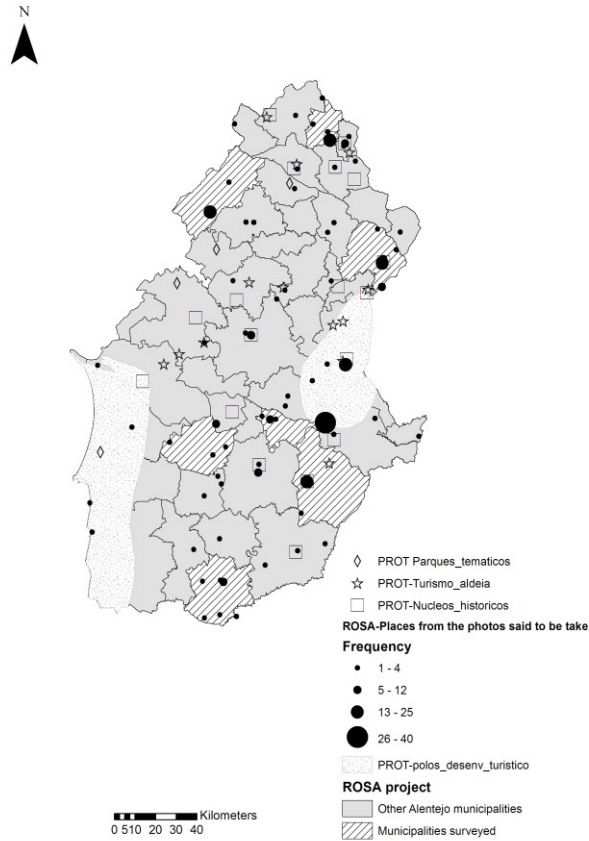 N
PROT Parques_tematicos
PROT-Turismo_aldeia
PROT-Nucleos_historicos
ROSA-Places from the photos said to be take
Frequency
1 - 4
5 - 12
13 - 25
26 - 40
PROT-polos_desenv_turistico
ROSA project
Other Alentejo municipalities
Municipalities surveyed
Kilometers
0 510 20 30 40